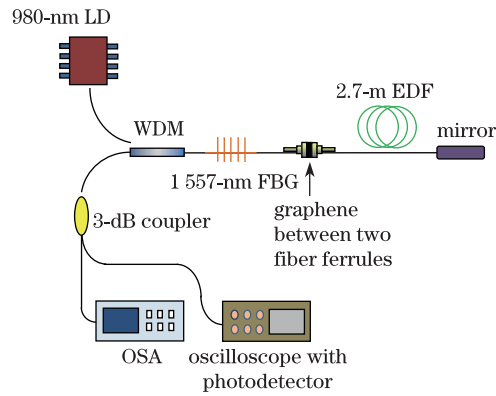 980-nm LD
WDM
2.7-m EDF
mirror
1 557-nm FBG
graphene
between two
fiber ferrules
3-dB coupler
OSA
oscilloscope with
photodetector